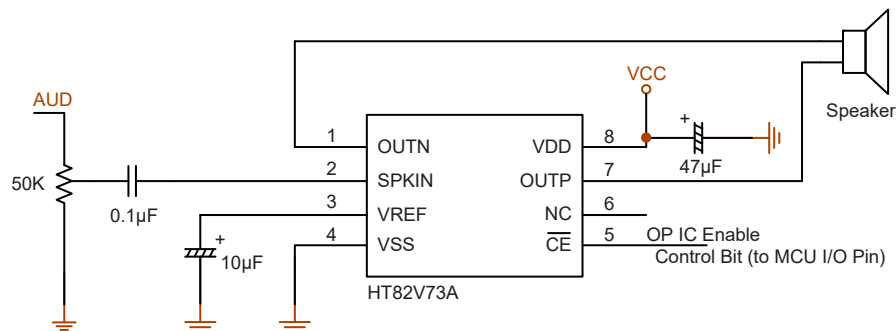 VCC
AUD
Speaker
+
1
OUTN
VDD
8
47µF
2
SPKIN
OUTP
7
50K
0.1µF
3
VREF
NC
6
+
10µF
4
VSS
CE
5
OP IC Enable
Control Bit (to MCU I/O Pin)
HT82V73A